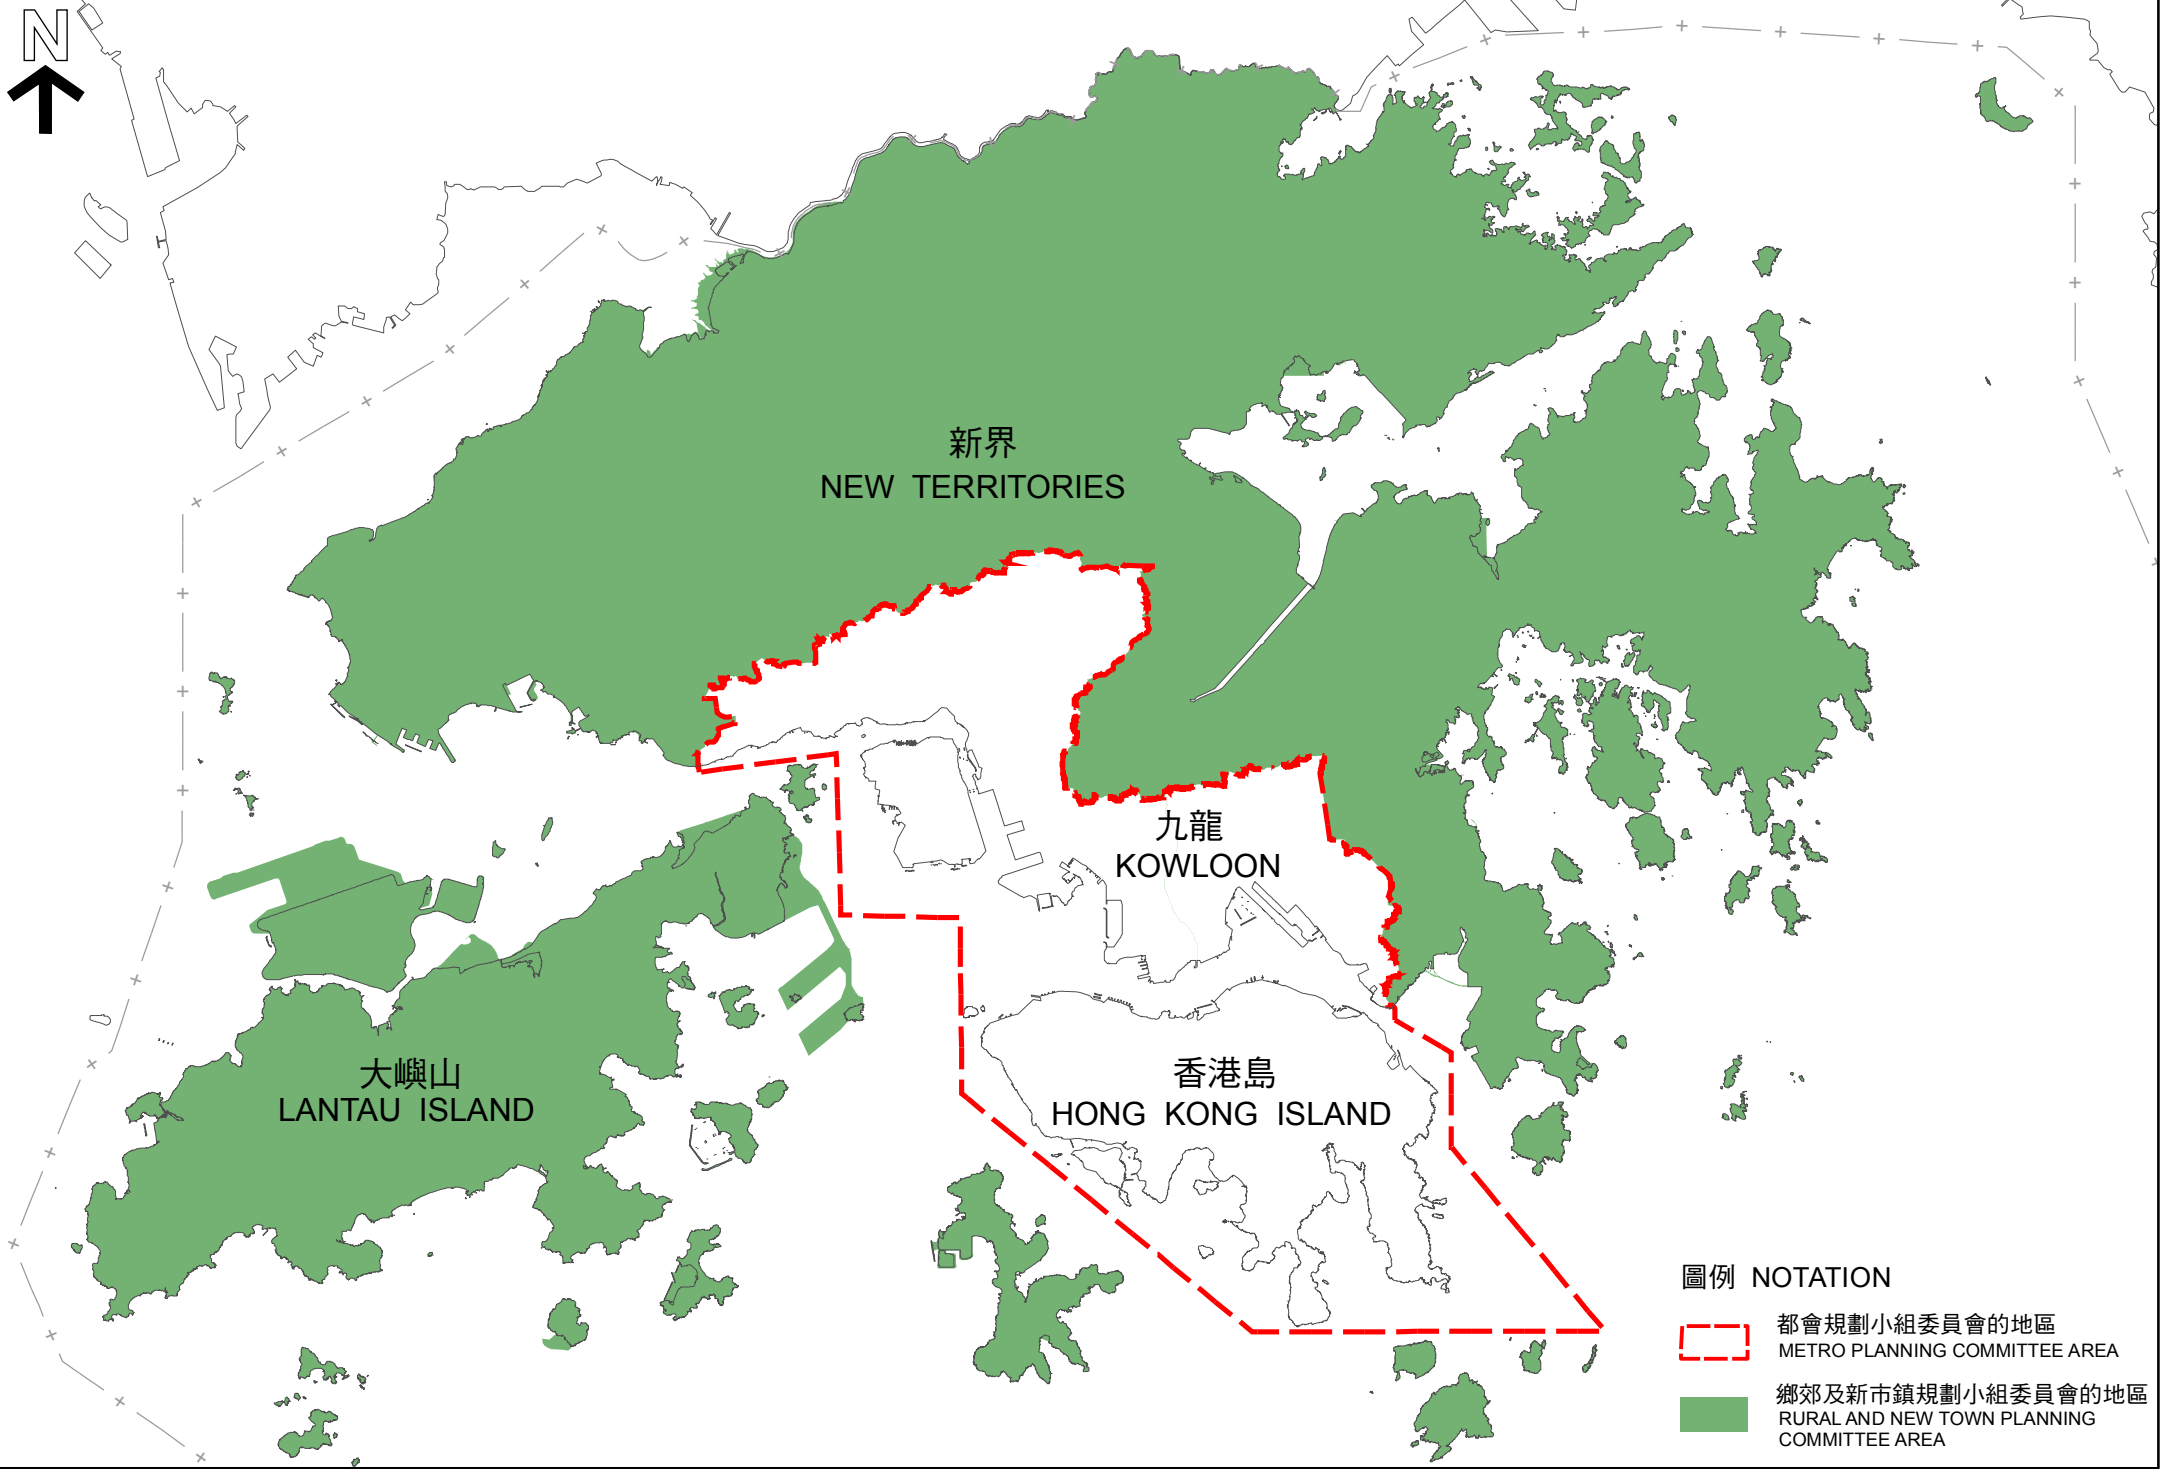 N
新界
NEW TERRITORIES
九龍
KOWLOON
大嶼山
LANTAU ISLAND
香港島
HONG KONG ISLAND
圖例 NOTATION
都會規劃小組委員會的地區
METRO PLANNING COMMITTEE AREA
鄉郊及新市鎮規劃小組委員會的地區
RURAL AND NEW TOWN PLANNING
COMMITTEE AREA